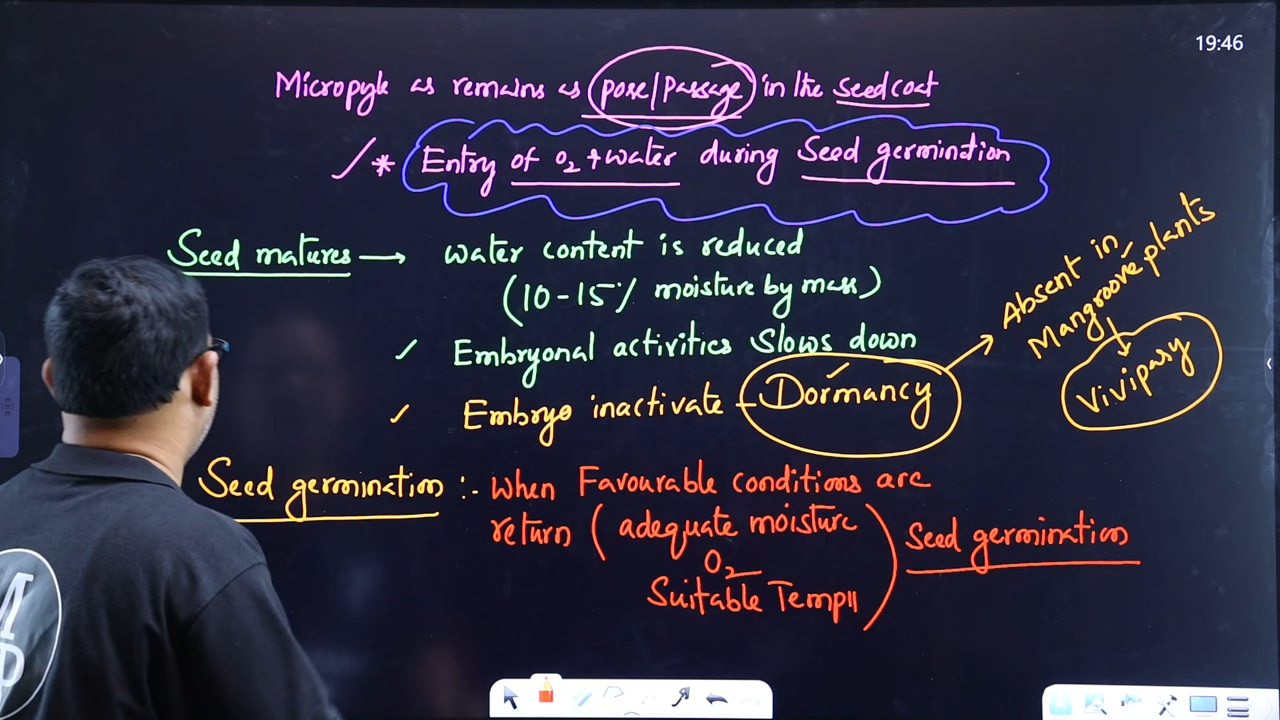 19:46
Micropyle as remains as pore/passage in the seedcoat
* Entry of O2 + water during Seed germination
Seed matures → water content is reduced
(10-15% moisture by mass)
✓ Embryonal activities slows down
✓ Embryo inactivate - Dormancy
Absent in
Mangroove plants
Vivipary
Seed germination :- when Favourable conditions are
return (adequate moisture
O2
Suitable Temp)
Seed germination
M
P